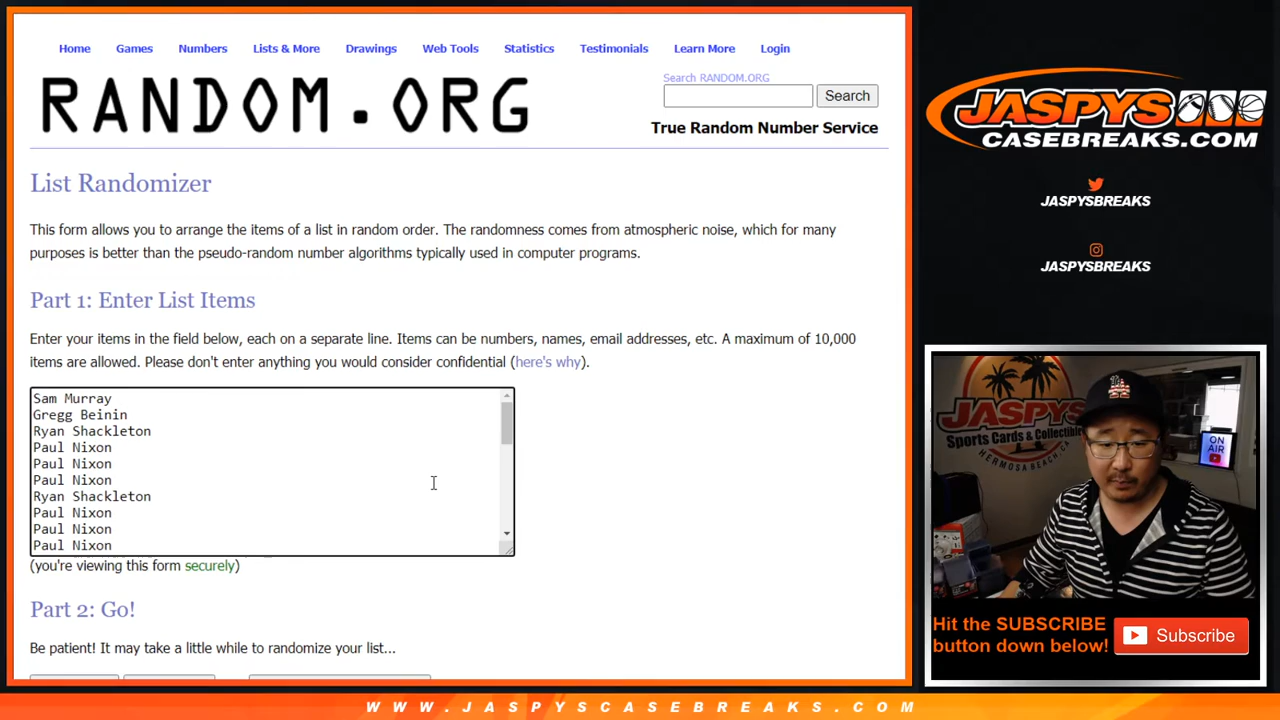 Home Games Numbers Lists & More Drawings Web Tools Statistics Testimonials Learn More Login
RANDOM.ORG
Search RANDOM.ORG
Search
True Random Number Service
List Randomizer
This form allows you to arrange the items of a list in random order. The randomness comes from atmospheric noise, which for many
purposes is better than the pseudo-random number algorithms typically used in computer programs.
Part 1: Enter List Items
Enter your items in the field below, each on a separate line. Items can be numbers, names, email addresses, etc. A maximum of 10,000
items are allowed. Please don't enter anything you would consider confidential (here's why).
Sam Murray
Gregg Beinin
Ryan Shackleton
Paul Nixon
Paul Nixon
Paul Nixon
Ryan Shackleton
Paul Nixon
Paul Nixon
Paul Nixon
(you're viewing this form securely)
Part 2: Go!
Be patient! It may take a little while to randomize your list...
JASPYS
CASEBREAKS.COM
JASPYSBREAKS
JASPYSBREAKS
JASPYS
Sports Cards & Collectibles
HERMOSA BEACH, CA
ON AIR
Hit the SUBSCRIBE
button down below!
Subscribe
WWW.JASPYSCASEBREAKS.COM